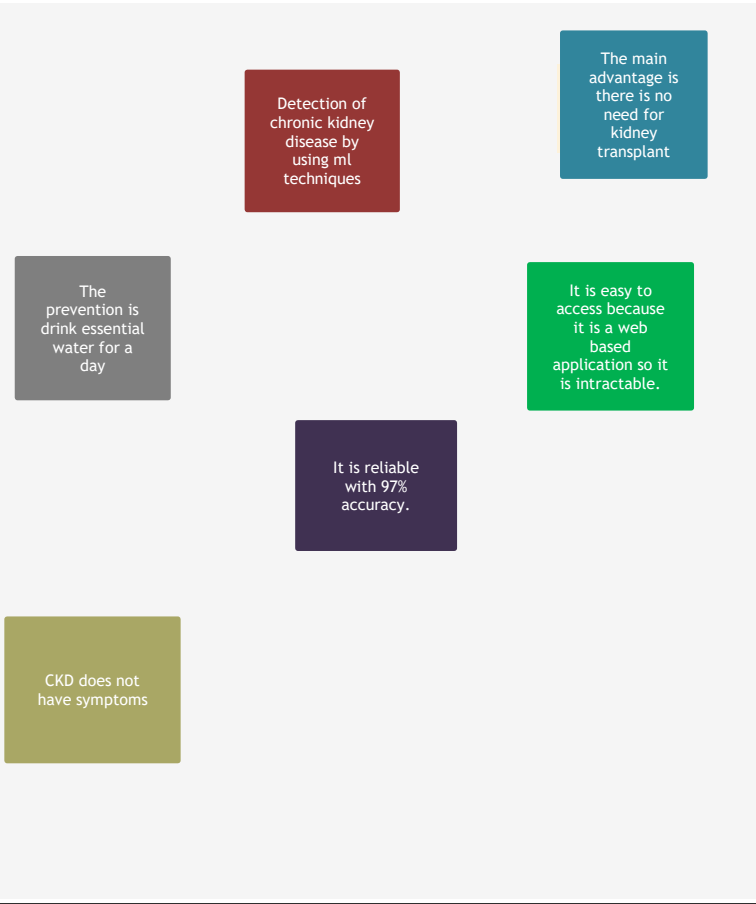 The main
advantage is
there is no
need for
kidney
transplant
Detection of
chronic kidney
disease by
using ml
techniques
The
prevention is
drink essential
water for a
day
It is easy to
access because
it is a web
based
application so it
is intractable.
It is reliable
with 97%
accuracy.
CKD does not
have symptoms